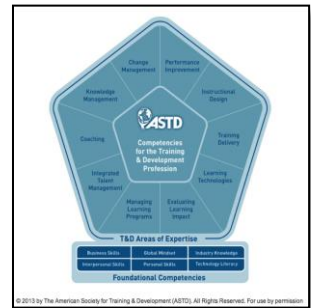 Change
Management
Performance
Improvement
Knowledge
Management
Instructional
Design
ASTD
Coaching
Competencies
for the Training
& Development
Profession
Training
Delivery
Integrated
Talent
Management
Learning
Technologies
Managing
Learning
Programs
Evaluating
Learning
Impact
T&D Areas of Expertise
Business Skills
Global Mindset
Industry Knowledge
Interpersonal Skills
Personal Skills
Technology Literacy
Foundational Competencies
© 2013 by The American Society for Training & Development (ASTD). All Rights Reserved. For use by permission